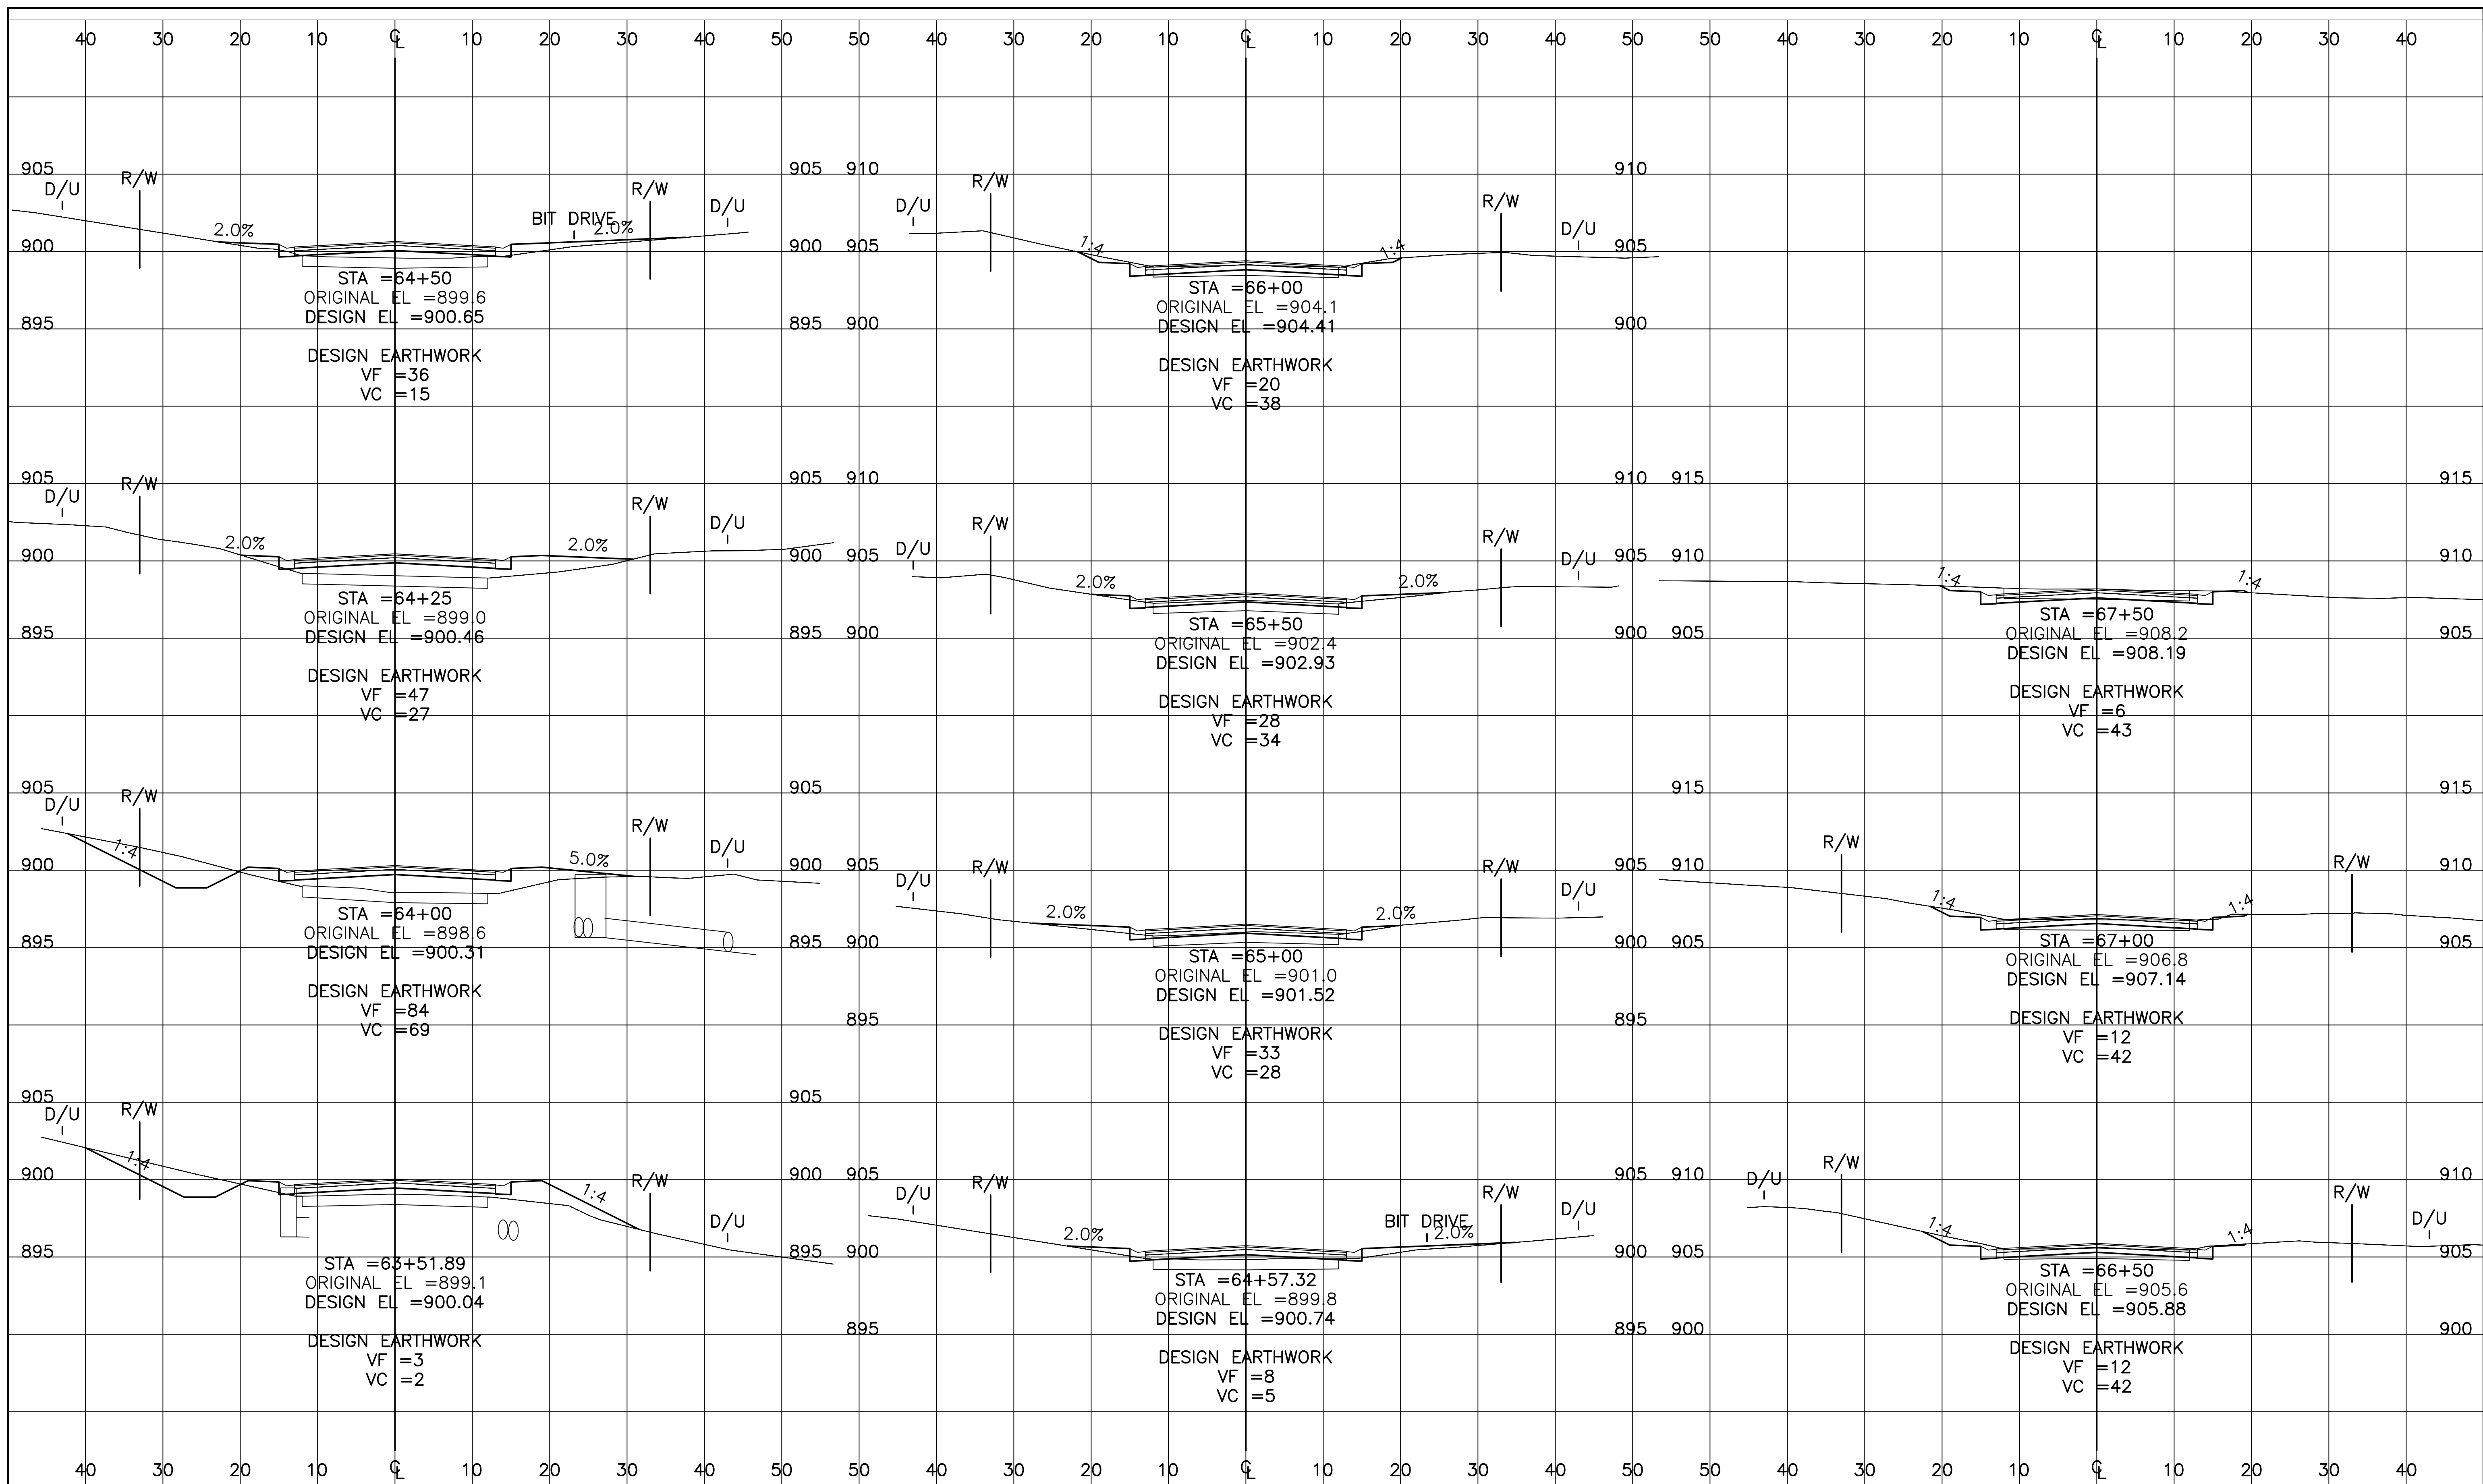 40 30 20 10 CL 10 20 30 40 50 50 40 30 20 10 CL 10 20 30 40 50 50 40 30 20 10 CL 10 20 30 40
905 905 910 910
D/U R/W R/W D/U
BIT DRIVE
2.0% 2.0%
900 900 905 905
STA =64+50
ORIGINAL EL =899.6
DESIGN EL =900.65
895 895 900 900
DESIGN EARTHWORK
VF =36
VC =15
D/U R/W R/W D/U
1:4 1:4
STA =66+00
ORIGINAL EL =904.1
DESIGN EL =904.41
DESIGN EARTHWORK
VF =20
VC =38
905 905 910 910 915 915
D/U R/W R/W D/U
2.0% 2.0%
900 900 905 905 910 910
STA =64+25
ORIGINAL EL =899.0
DESIGN EL =900.46
895 895 900 900 905 905
DESIGN EARTHWORK
VF =47
VC =27
D/U R/W R/W D/U
2.0% 2.0%
STA =65+50
ORIGINAL EL =902.4
DESIGN EL =902.93
DESIGN EARTHWORK
VF =28
VC =34
1:4 1:4
STA =67+50
ORIGINAL EL =908.2
DESIGN EL =908.19
DESIGN EARTHWORK
VF =6
VC =43
905 905 915 915
D/U R/W R/W D/U
1:4 5.0%
900 900 905 905 910 910
STA =64+00
ORIGINAL EL =898.6
DESIGN EL =900.31
895 895 900 900 905 905
DESIGN EARTHWORK
VF =84
VC =69
D/U R/W R/W D/U
2.0% 2.0%
STA =65+00
ORIGINAL EL =901.0
DESIGN EL =901.52
895 895
DESIGN EARTHWORK
VF =33
VC =28
R/W R/W
1:4 1:4
STA =67+00
ORIGINAL EL =906.8
DESIGN EL =907.14
DESIGN EARTHWORK
VF =12
VC =42
905 905
D/U R/W R/W D/U
1:4 1:4
900 900 905 905 910 910
895 895 900 900 905 905
STA =63+51.89
ORIGINAL EL =899.1
DESIGN EL =900.04
DESIGN EARTHWORK
VF =3
VC =2
D/U R/W R/W D/U
BIT DRIVE
2.0% 2.0%
STA =64+57.32
ORIGINAL EL =899.8
DESIGN EL =900.74
895 895 900 900
DESIGN EARTHWORK
VF =8
VC =5
D/U R/W R/W D/U
1:4 1:4
STA =66+50
ORIGINAL EL =905.6
DESIGN EL =905.88
DESIGN EARTHWORK
VF =12
VC =42
40 30 20 10 CL 10 20 30 40 50 50 40 30 20 10 CL 10 20 30 40 50 50 40 30 20 10 CL 10 20 30 40